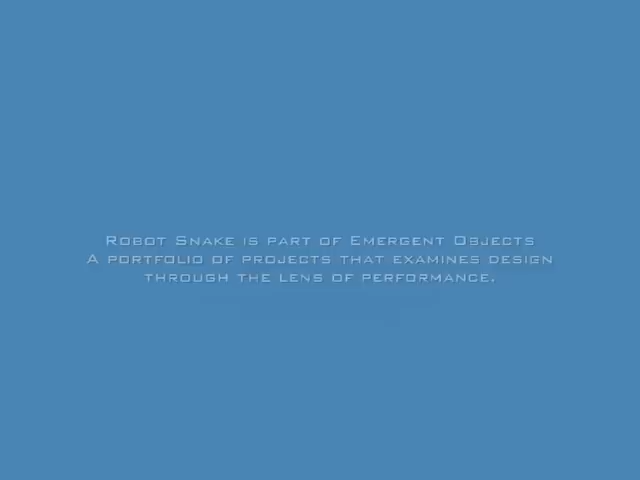 Robot Snake is part of Emergent Objects
A portfolio of projects that examines design
through the lens of performance.